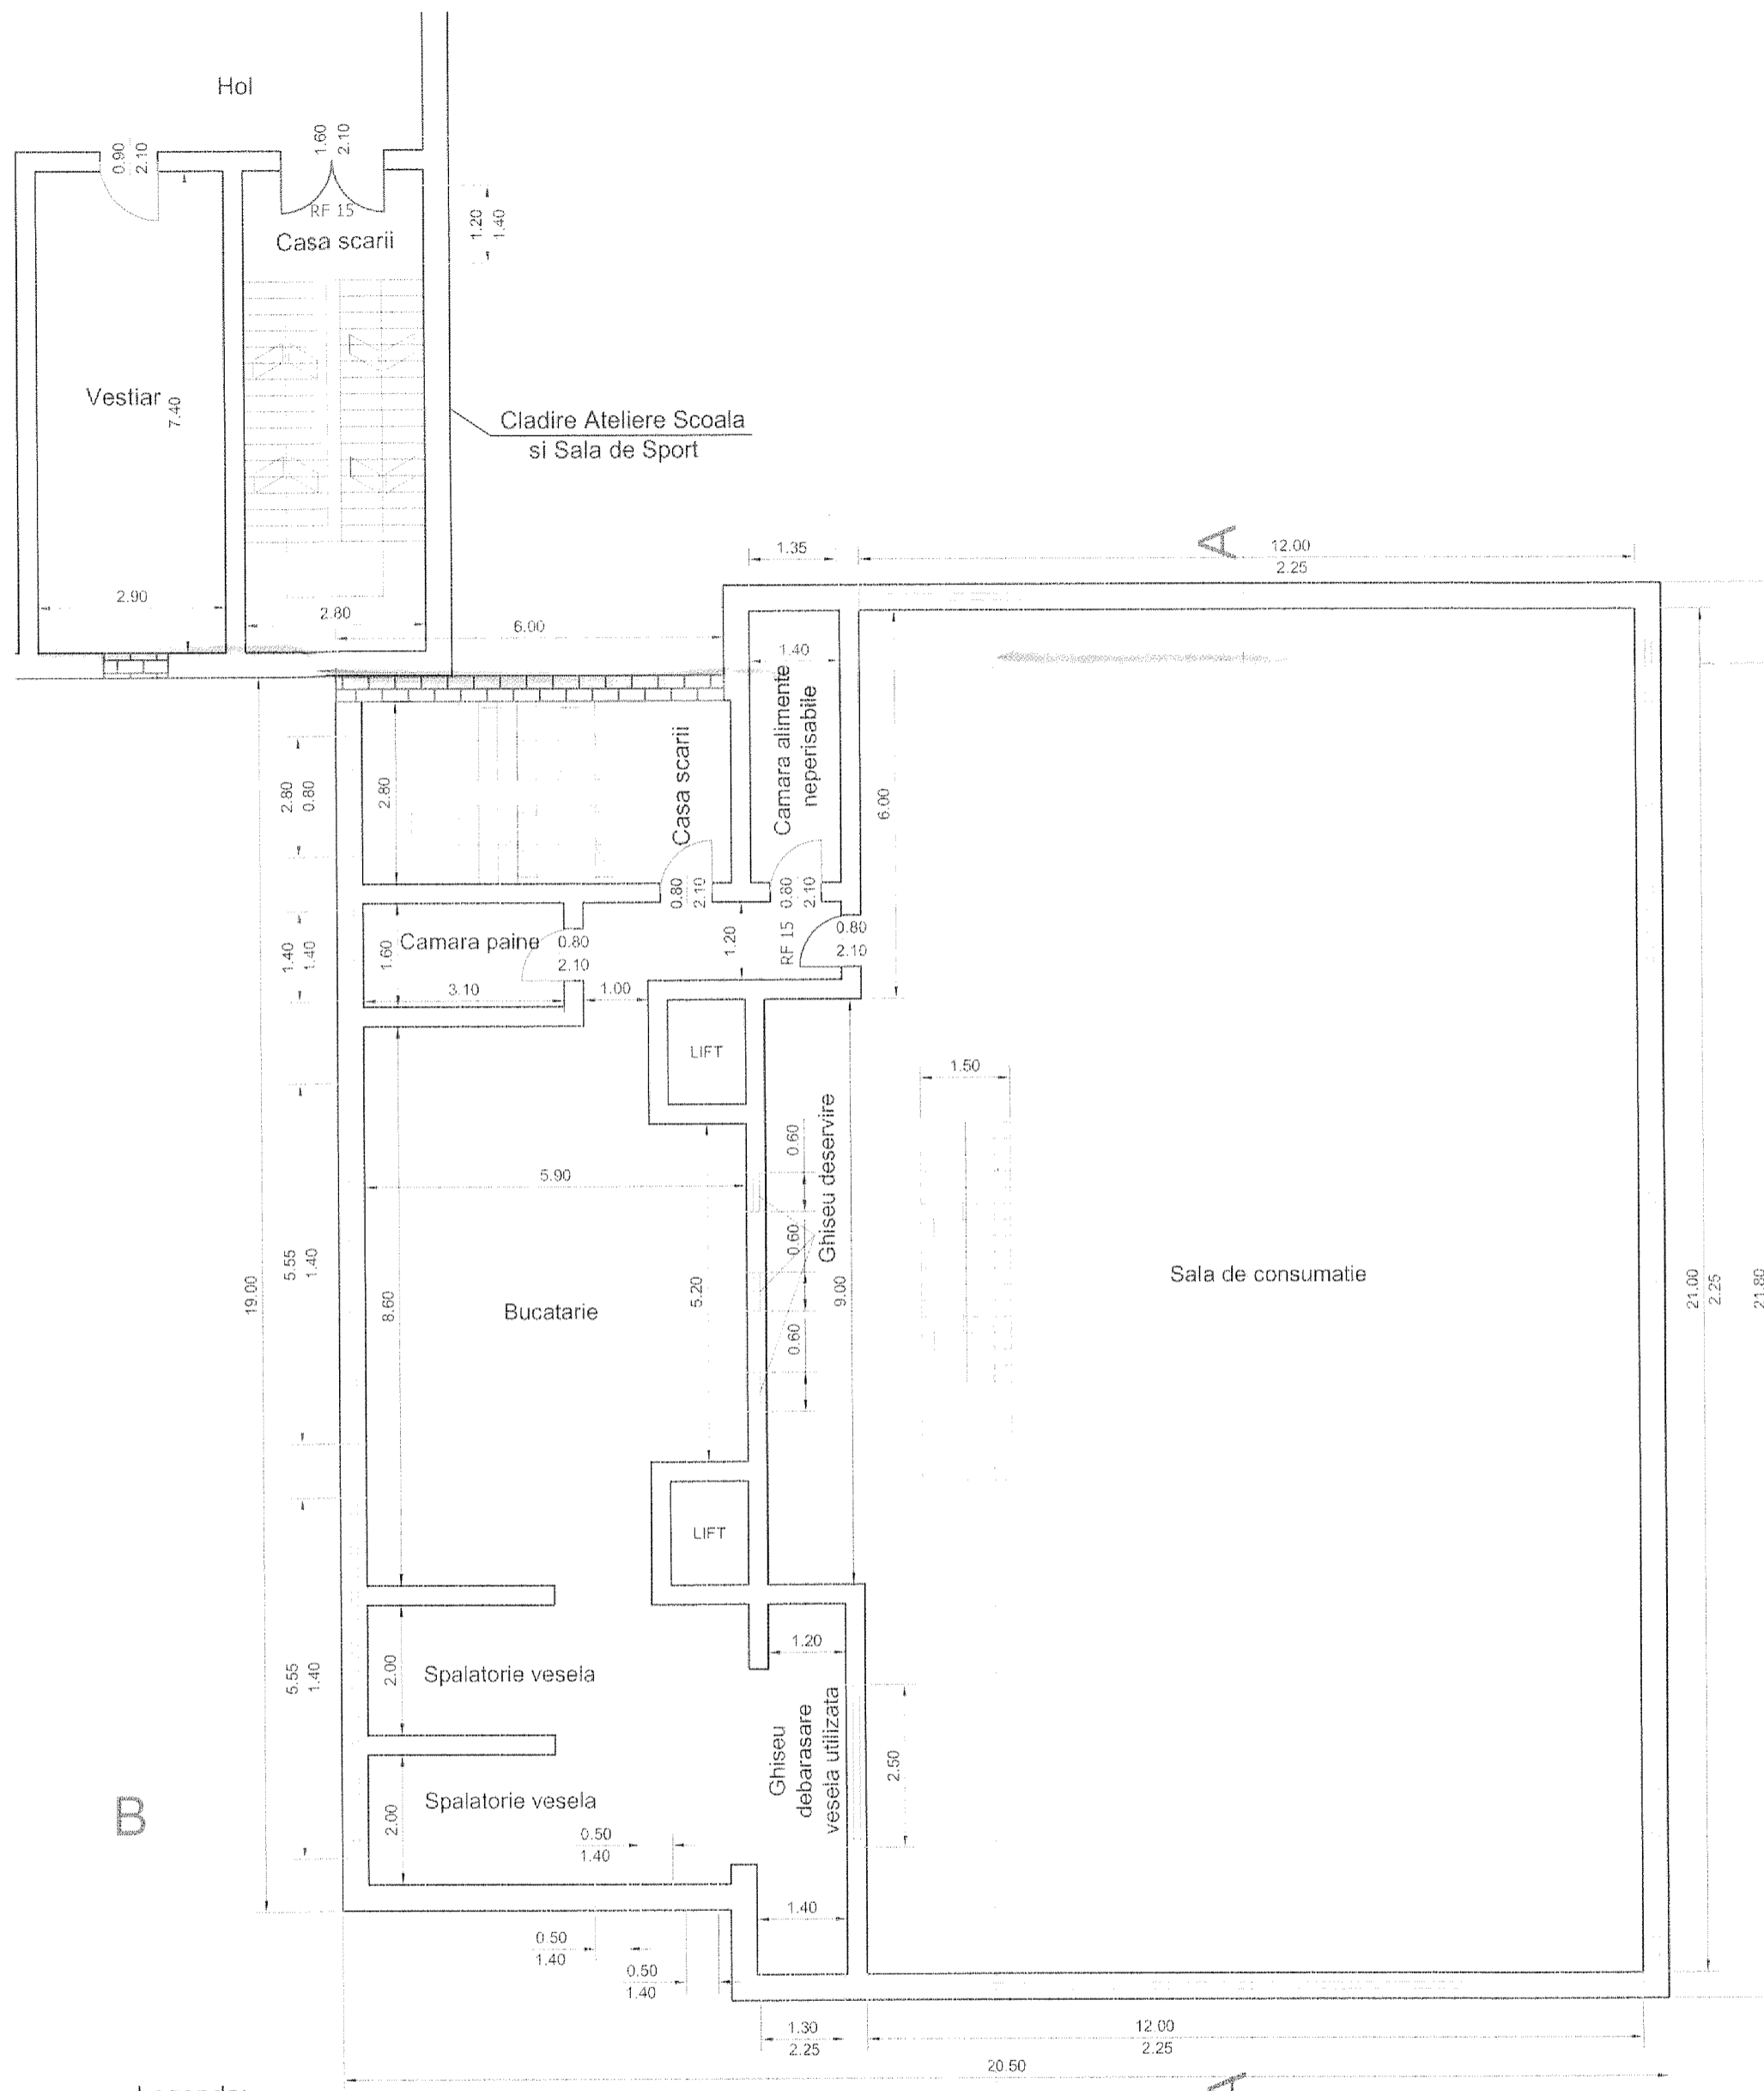 Hol
0.90
2.10
1.60
2.10
RF 15
Casa scarii
1.20
1.40
Vestiar
7.40
Cladire Ateliere Scoala
si Sala de Sport
2.90
2.80
6.00
1.35
A
12.00
2.25
1.40
Camara alimente
neperisabile
Casa scarii
2.80
2.80
0.80
6.00
0.80
2.10
0.80
2.10
RF 15
0.80
2.10
1.20
Camara paine
0.80
2.10
1.60
1.40
1.40
3.10
1.00
LIFT
1.50
Ghiseu deservire
0.60
0.60
0.60
5.90
5.20
9.00
8.60
5.55
1.40
19.00
Bucatarie
Sala de consumatie
21.00
2.25
21.80
LIFT
1.20
Spalatorie vesela
2.00
5.55
1.40
Ghiseu
debarasare
vesela utilizata
2.50
Spalatorie vesela
2.00
B
0.50
1.40
1.40
0.50
1.40
0.50
1.40
1.30
2.25
12.00
2.25
20.50